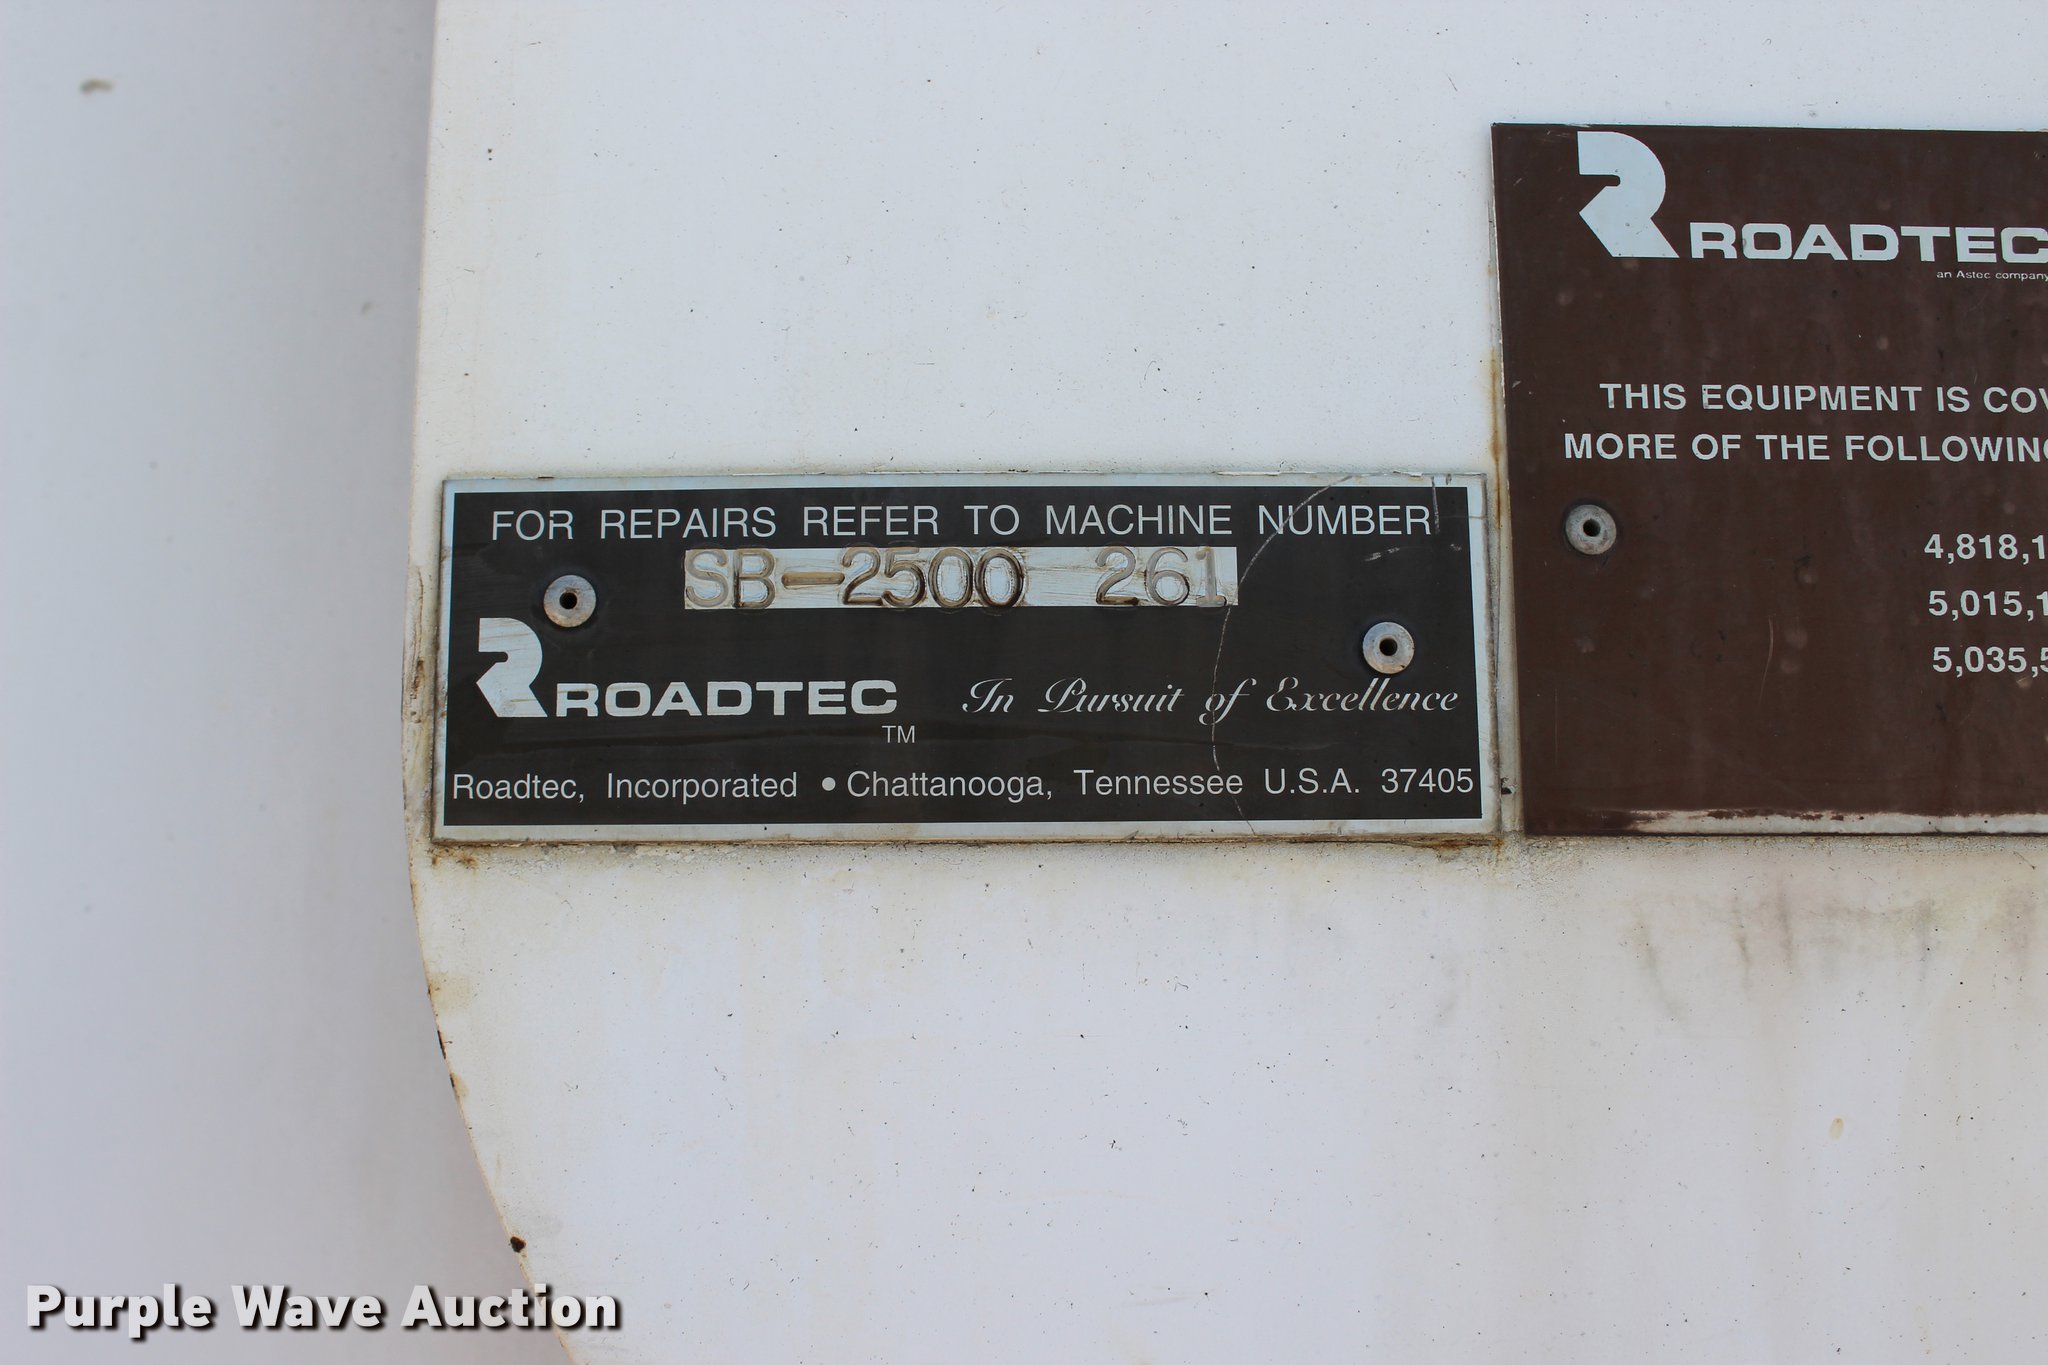 FOR REPAIRS REFER TO MACHINE NUMBER
SB-2500 261
ROADTEC
TM
In Pursuit of Excellence
Roadtec, Incorporated • Chattanooga, Tennessee U.S.A. 37405
ROADTEC
an Astec company
THIS EQUIPMENT IS COV
MORE OF THE FOLLOWING
4,818,1
5,015,1
5,035,5
Purple Wave Auction